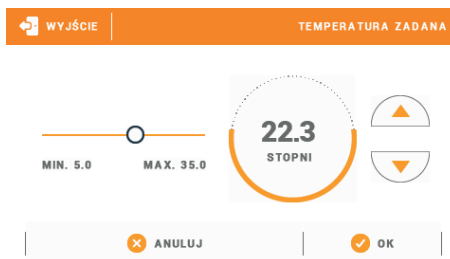 WYJŚCIE
TEMPERATURA ZADANA
22.3
STOPNI
MIN. 5.0 MAX. 35.0
ANULUJ
OK